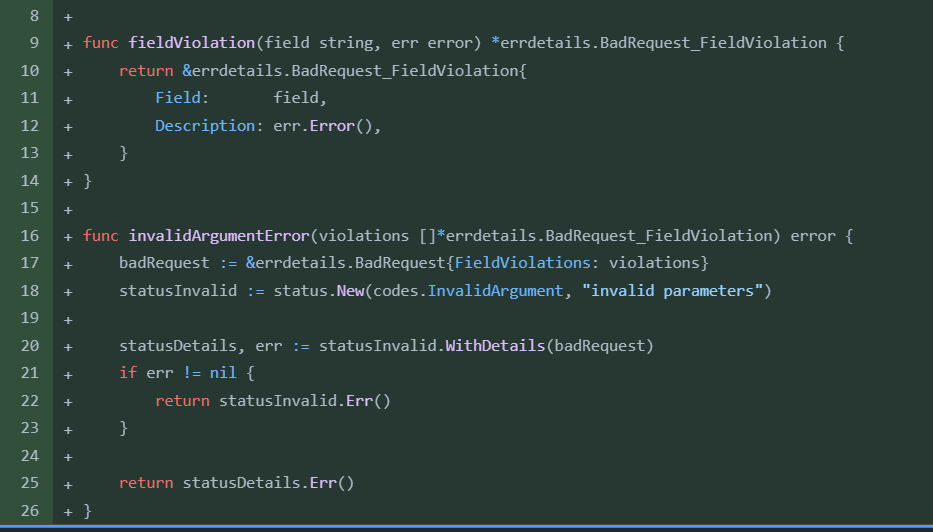 8 +
9 + func fieldViolation(field string, err error) *errdetails.BadRequest_FieldViolation {
10 +     return &errdetails.BadRequest_FieldViolation{
11 +         Field:       field,
12 +         Description: err.Error(),
13 +     }
14 + }
15 +
16 + func invalidArgumentError(violations []*errdetails.BadRequest_FieldViolation) error {
17 +     badRequest := &errdetails.BadRequest{FieldViolations: violations}
18 +     statusInvalid := status.New(codes.InvalidArgument, "invalid parameters")
19 +
20 +     statusDetails, err := statusInvalid.WithDetails(badRequest)
21 +     if err != nil {
22 +         return statusInvalid.Err()
23 +     }
24 +
25 +     return statusDetails.Err()
26 + }